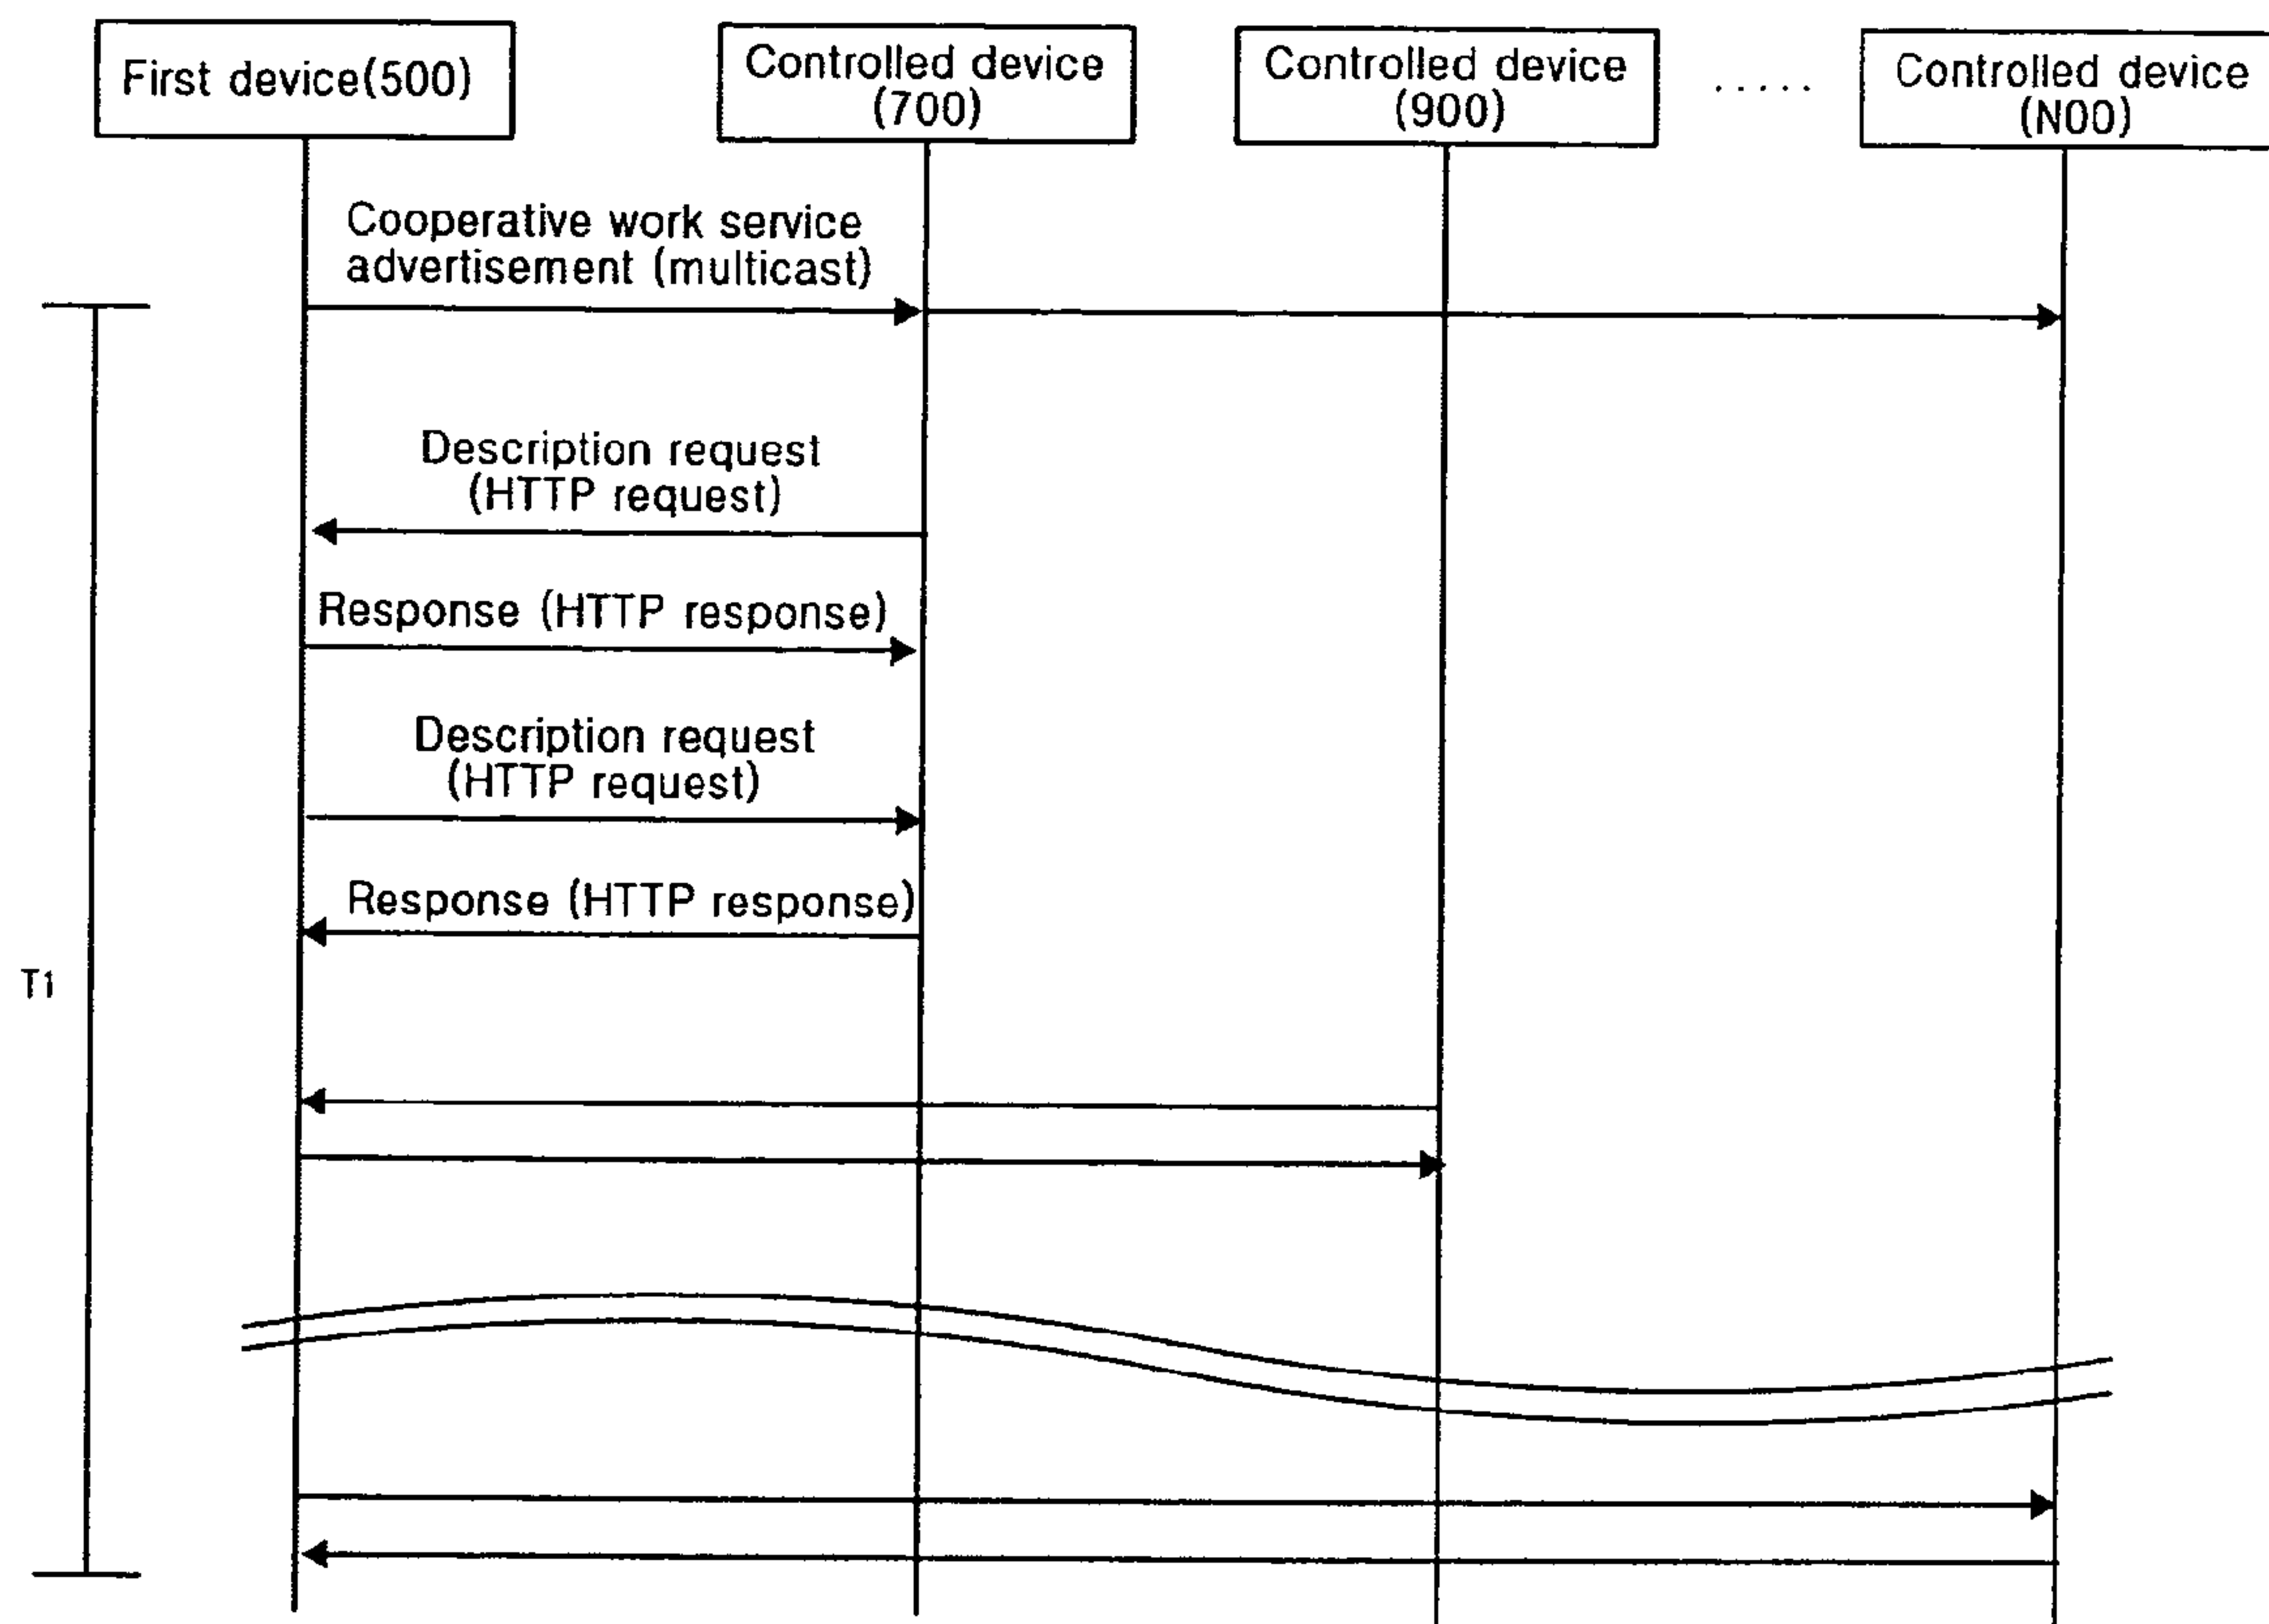 First device(500)
Controlled device
(700)
Controlled device
(900)
.....
Controlled device
(N00)
Cooperative work service
advertisement (multicast)
Description request
(HTTP request)
Response (HTTP response)
Description request
(HTTP request)
Response (HTTP response)
T1